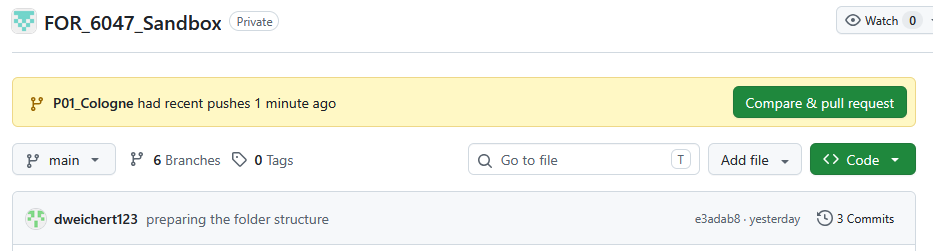 FOR_6047_Sandbox Private Watch 0
P01_Cologne had recent pushes 1 minute ago Compare & pull request
main 6 Branches 0 Tags Go to file T Add file Code
dweichert123 preparing the folder structure e3adab8 · yesterday 3 Commits